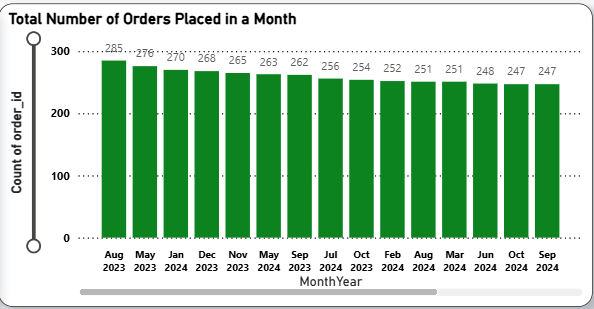 Total Number of Orders Placed in a Month
Count of order_id
300
200
100
0
285 276 270 268 265 263 262 256 254 252 251 251 248 247 247
Aug May Jan Dec Nov May Sep Jul Oct Feb Aug Mar Jun Oct Sep
2023 2023 2024 2023 2023 2024 2023 2024 2023 2024 2024 2024 2024 2024 2024
MonthYear